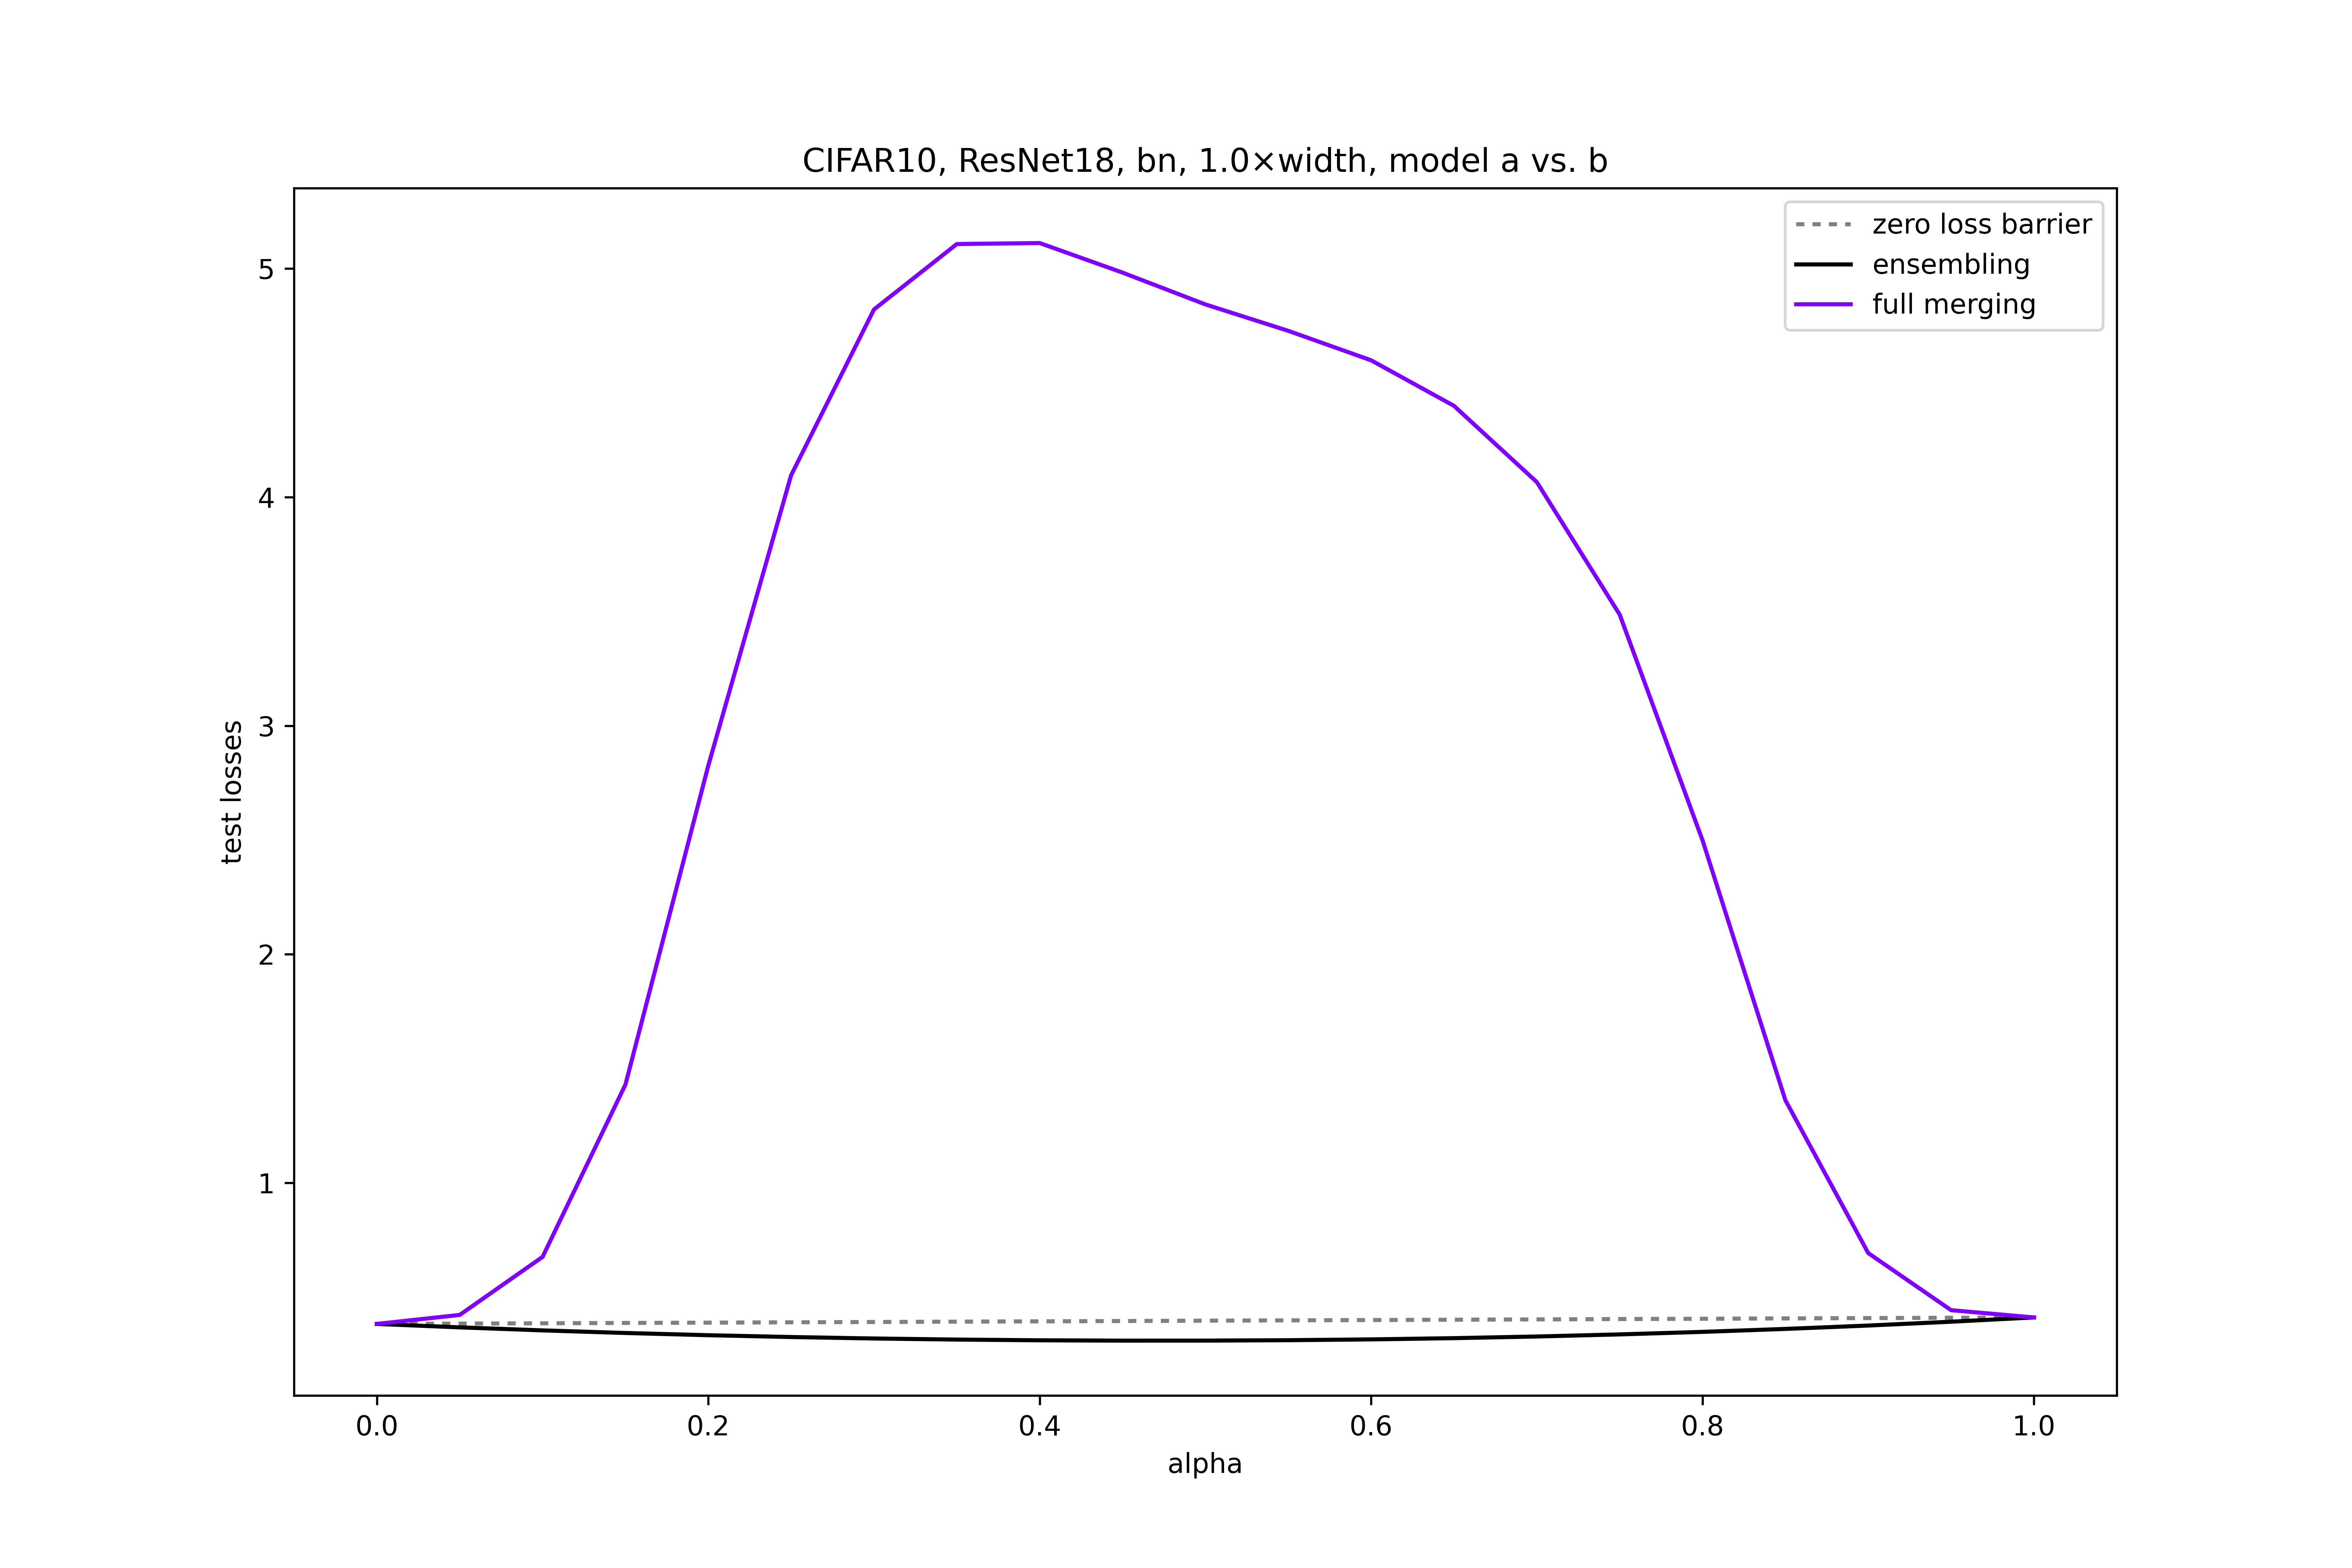 CIFAR10, ResNet18, bn, 1.0×width, model a vs. b
zero loss barrier
ensembling
full merging
5
4
3
2
1
test losses
0.0 0.2 0.4 0.6 0.8 1.0
alpha